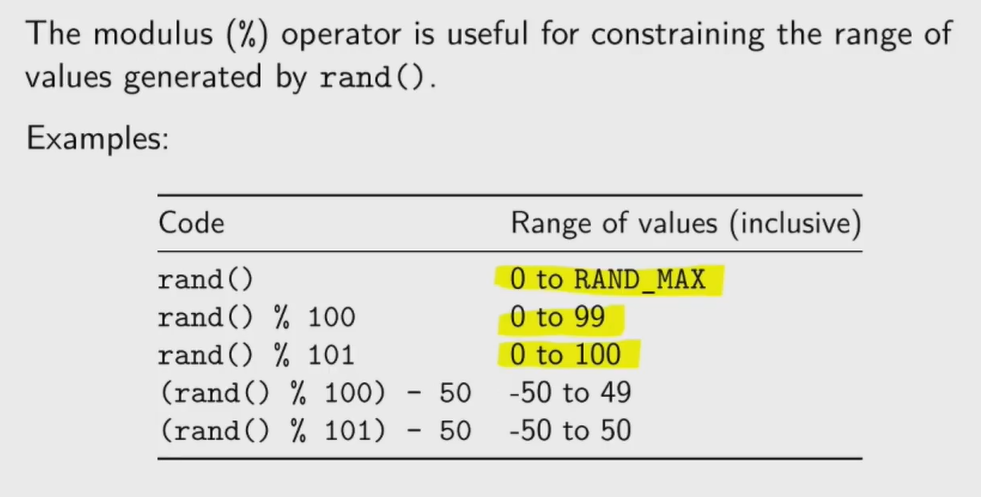 The modulus (%) operator is useful for constraining the range of
values generated by rand().
Examples:
Code Range of values (inclusive)
rand() 0 to RAND_MAX
rand() % 100 0 to 99
rand() % 101 0 to 100
(rand() % 100) - 50 -50 to 49
(rand() % 101) - 50 -50 to 50